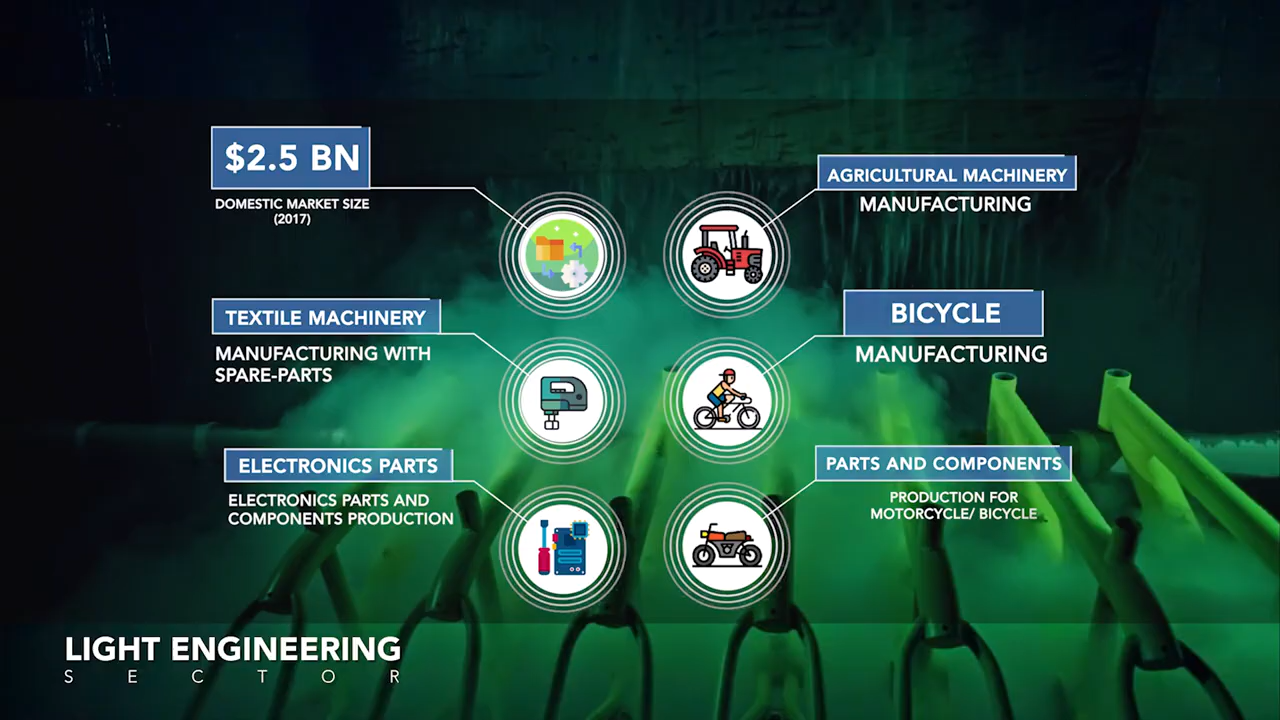 $2.5 BN
DOMESTIC MARKET SIZE
(2017)
TEXTILE MACHINERY
MANUFACTURING WITH
SPARE-PARTS
ELECTRONICS PARTS
ELECTRONICS PARTS AND
COMPONENTS PRODUCTION
AGRICULTURAL MACHINERY
MANUFACTURING
BICYCLE
MANUFACTURING
PARTS AND COMPONENTS
PRODUCTION FOR
MOTORCYCLE/ BICYCLE
LIGHT ENGINEERING
SECTOR